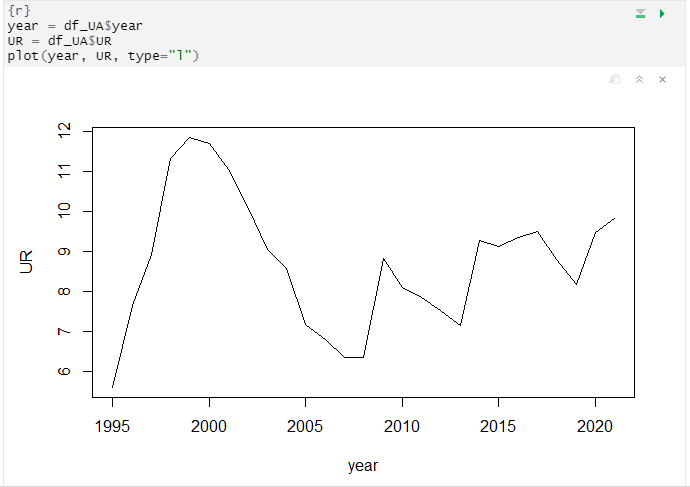 {r}
year = df_UA$year
UR = df_UA$UR
plot(year, UR, type="l")
12
11
10
9
8
7
6
UR
1995 2000 2005 2010 2015 2020
year